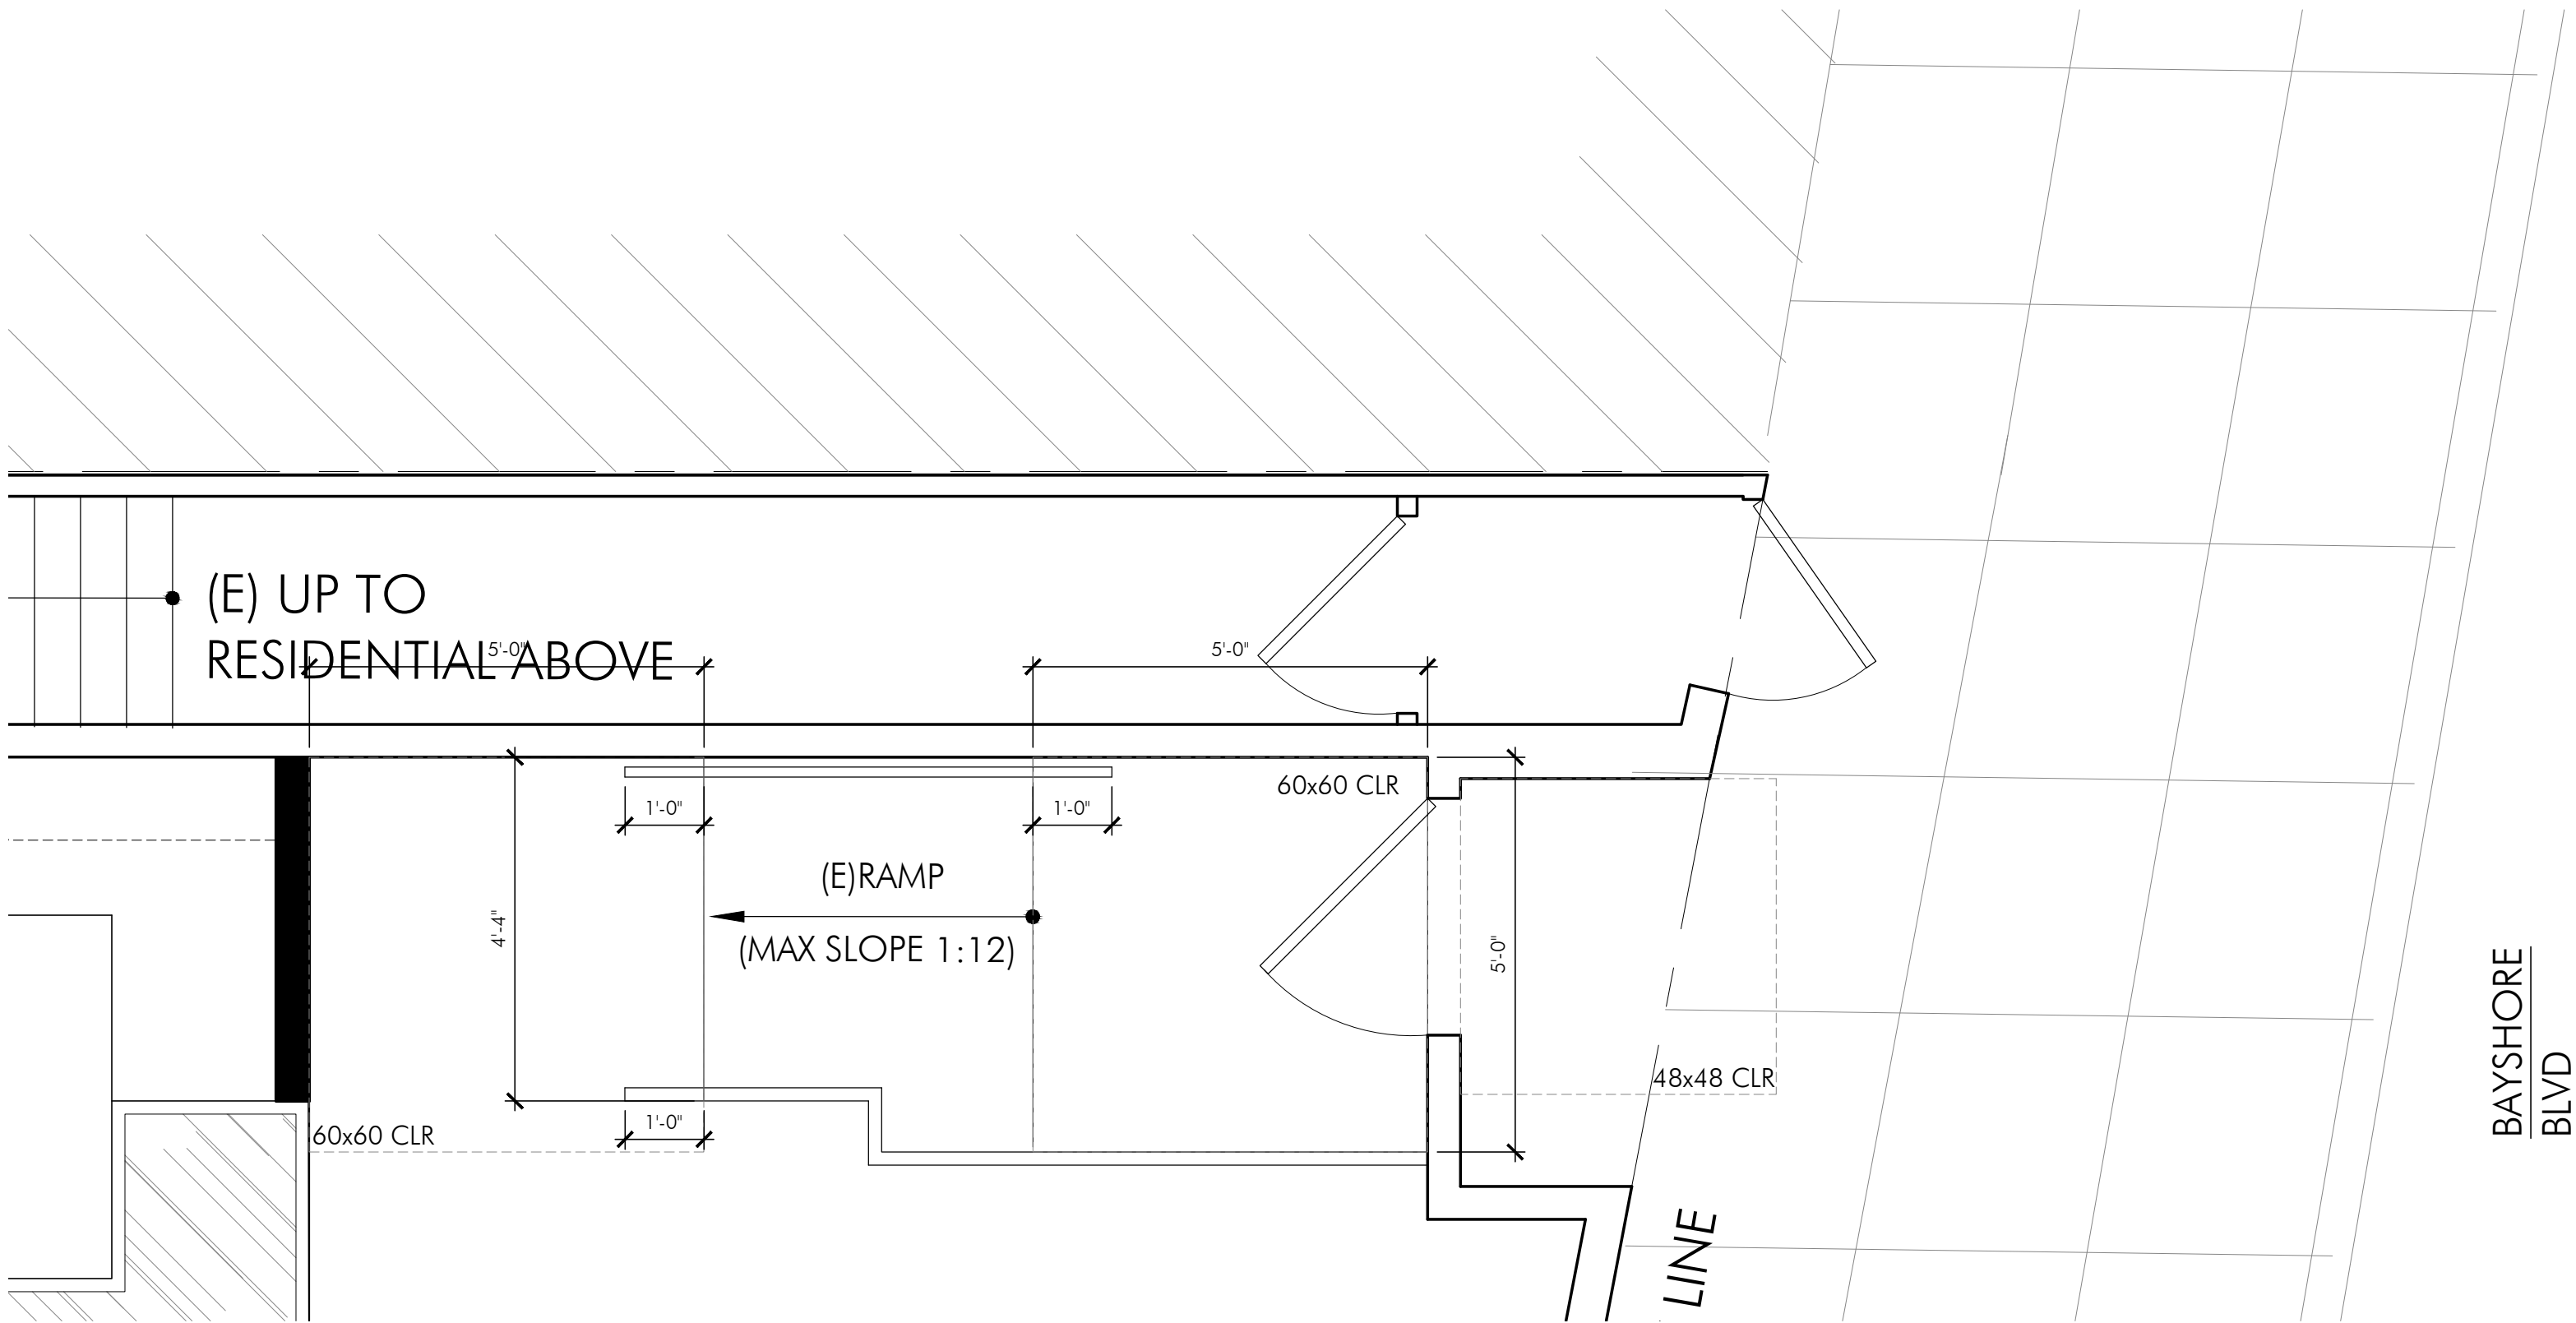 (E) UP TO
RESIDENTIAL ABOVE
5'-0"
5'-0"
60x60 CLR
1'-0"
1'-0"
(E)RAMP
(MAX SLOPE 1:12)
4'-4"
5'-0"
48x48 CLR
1'-0"
60x60 CLR
LINE
BAYSHORE
BLVD